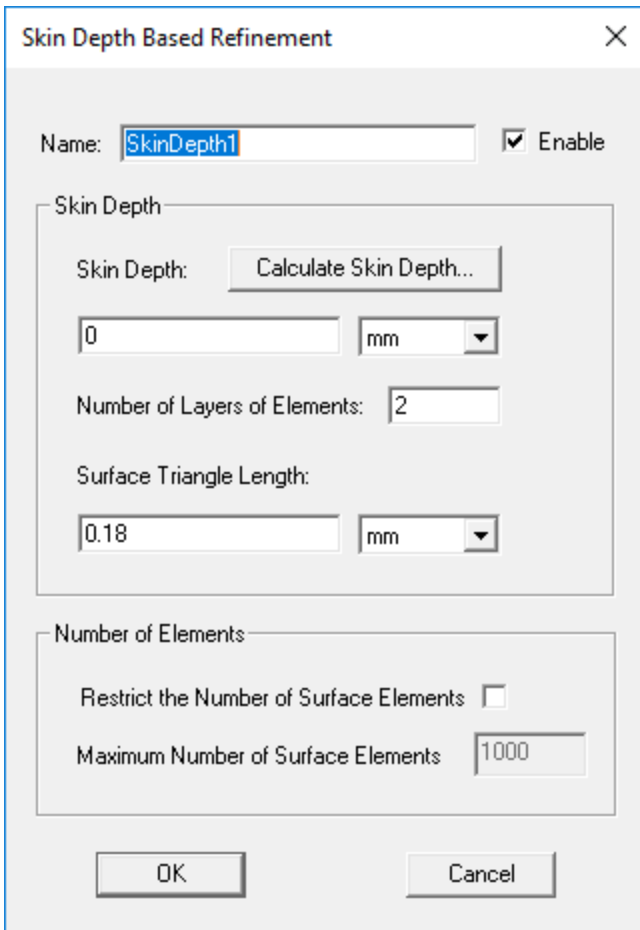 Skin Depth Based Refinement
Name: SkinDepth1 Enable
Skin Depth
Skin Depth: Calculate Skin Depth...
0 mm
Number of Layers of Elements: 2
Surface Triangle Length:
0.18 mm
Number of Elements
Restrict the Number of Surface Elements
Maximum Number of Surface Elements 1000
OK Cancel